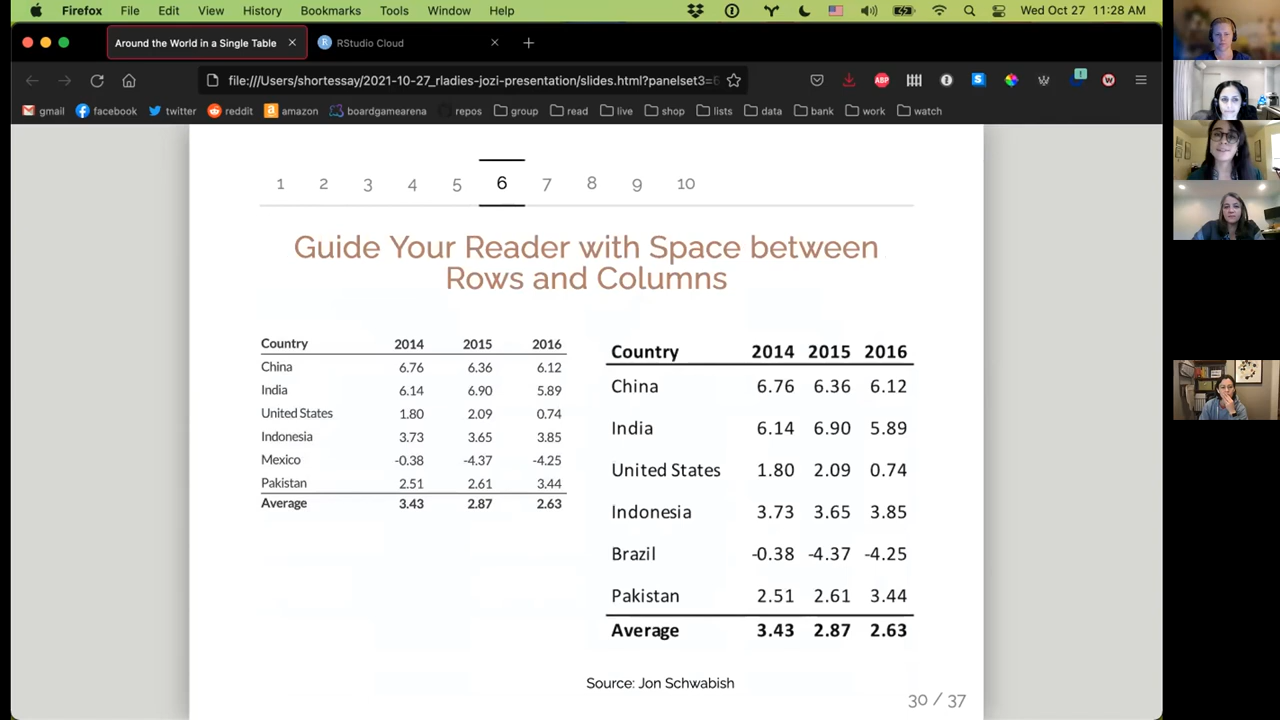 Firefox File Edit View History Bookmarks Tools Window Help Wed Oct 27 11:28 AM
Around the World in a Single Table RStudio Cloud
file:///Users/shortessay/2021-10-27_rladies-jozi-presentation/slides.html?panelset3=6
gmail facebook twitter reddit amazon boardgamearena repos group read live shop lists data bank work watch
1 2 3 4 5 6 7 8 9 10
Guide Your Reader with Space between
Rows and Columns
Country 2014 2015 2016
China 6.76 6.36 6.12
India 6.14 6.90 5.89
United States 1.80 2.09 0.74
Indonesia 3.73 3.65 3.85
Mexico -0.38 -4.37 -4.25
Pakistan 2.51 2.61 3.44
Average 3.43 2.87 2.63
Country 2014 2015 2016
China 6.76 6.36 6.12
India 6.14 6.90 5.89
United States 1.80 2.09 0.74
Indonesia 3.73 3.65 3.85
Brazil -0.38 -4.37 -4.25
Pakistan 2.51 2.61 3.44
Average 3.43 2.87 2.63
Source: Jon Schwabish
30 / 37